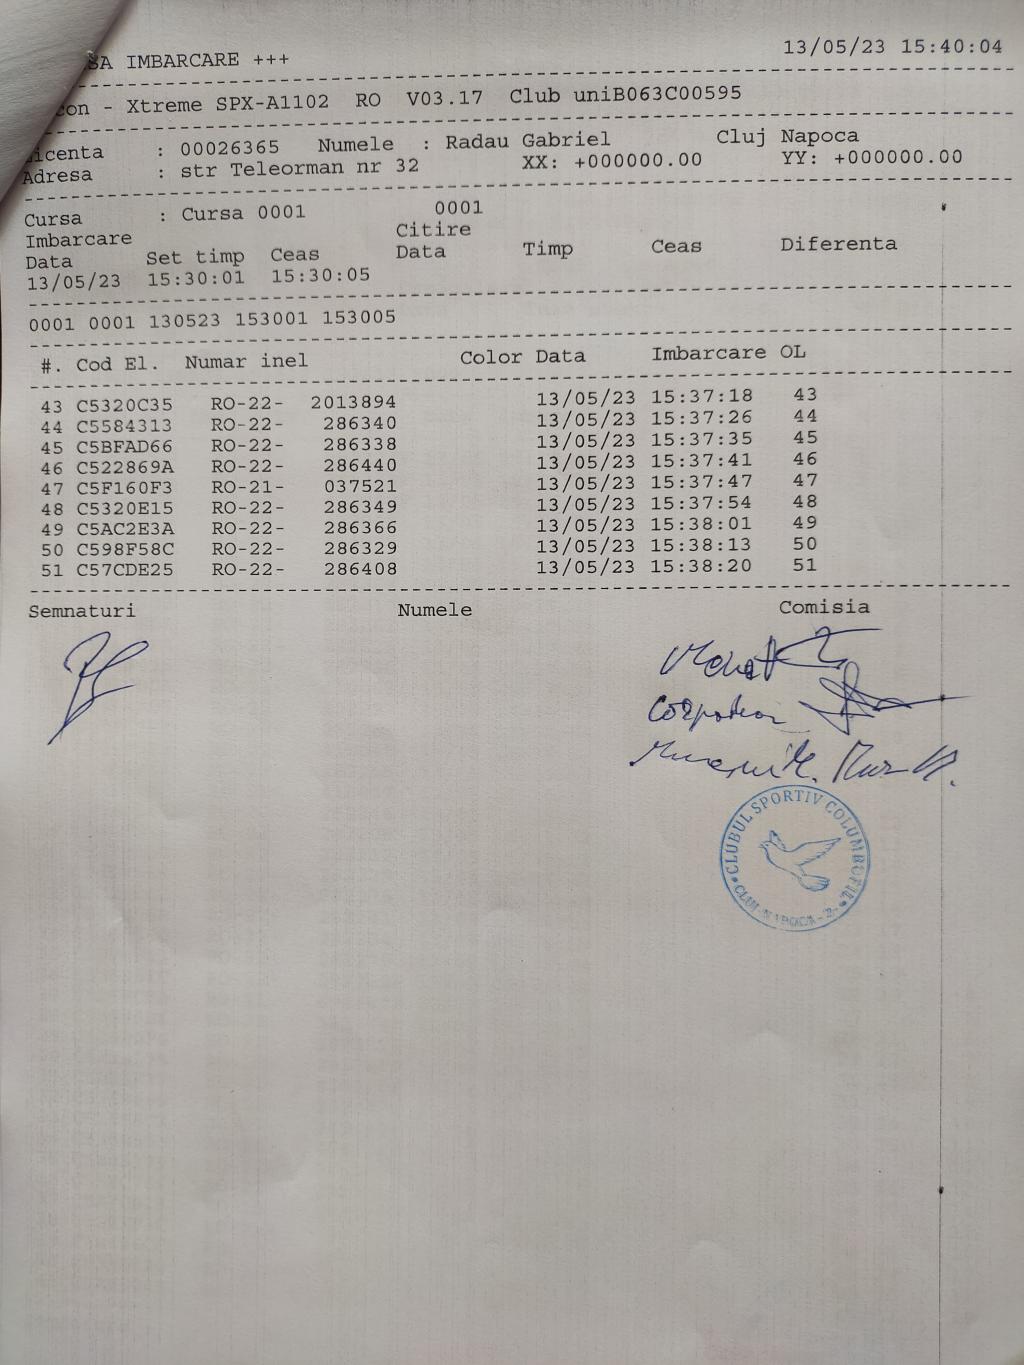 SA IMBARCARE +++ 13/05/23 15:40:04
con - Xtreme SPX-A1102 RO V03.17 Club uniB063C00595
icenta : 00026365 Numele : Radau Gabriel Cluj Napoca
Adresa : str Teleorman nr 32 XX: +000000.00 YY: +000000.00
Cursa : Cursa 0001 0001
Imbarcare Citire
Data Set timp Ceas Data Timp Ceas Diferenta
13/05/23 15:30:01 15:30:05
0001 0001 130523 153001 153005
#. Cod El. Numar inel Color Data Imbarcare OL
43 C5320C35 RO-22- 2013894 13/05/23 15:37:18 43
44 C5584313 RO-22- 286340 13/05/23 15:37:26 44
45 C5BFAD66 RO-22- 286338 13/05/23 15:37:35 45
46 C522869A RO-22- 286440 13/05/23 15:37:41 46
47 C5F160F3 RO-21- 037521 13/05/23 15:37:47 47
48 C5320E15 RO-22- 286349 13/05/23 15:37:54 48
49 C5AC2E3A RO-22- 286366 13/05/23 15:38:01 49
50 C598F58C RO-22- 286329 13/05/23 15:38:13 50
51 C57CDE25 RO-22- 286408 13/05/23 15:38:20 51
Semnaturi Numele Comisia
CLUBUL SPORTIV COLUMBOFIL